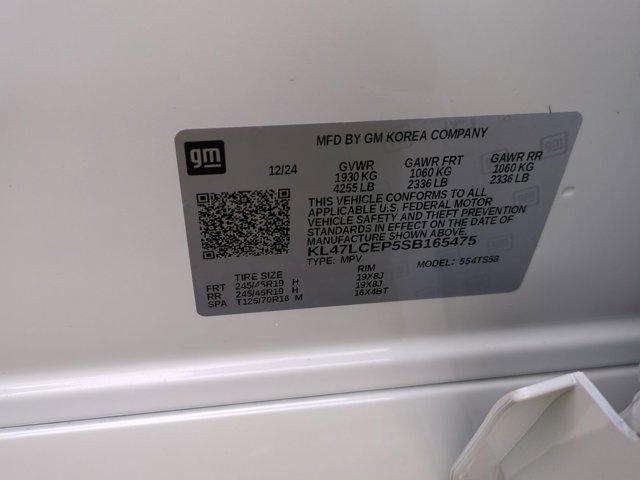 MFD BY GM KOREA COMPANY
gm
12/24
GVWR GAWR FRT GAWR RR
1930 KG 1060 KG 1060 KG
4255 LB 2336 LB 2336 LB
THIS VEHICLE CONFORMS TO ALL
APPLICABLE U.S. FEDERAL MOTOR
VEHICLE SAFETY AND THEFT PREVENTION
STANDARDS IN EFFECT ON THE DATE OF
MANUFACTURE SHOWN ABOVE.
KL47LCEP5SB165475
TYPE: MPV MODEL: 554TS58
TIRE SIZE RIM
FRT 245/45R19 H 19X8J
RR 245/45R19 H 19X8J
SPA T125/70R16 M 16X4BT